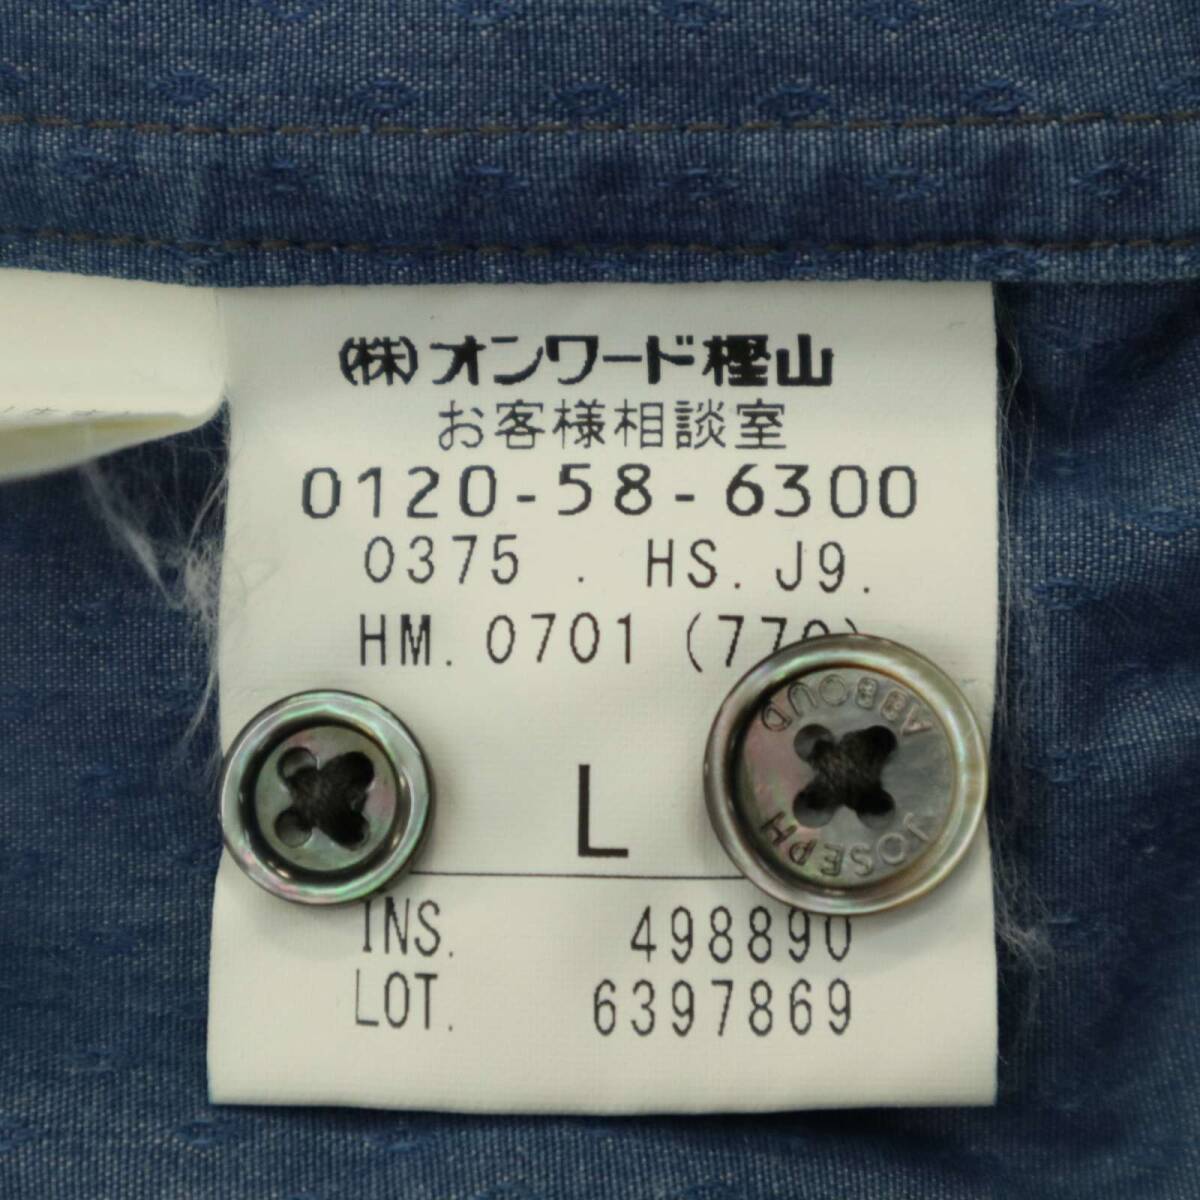 (株)オンワード樫山
お客様相談室
0120-58-6300
0375 . HS. J9.
HM. 0701 (770)
L
JOSEPH ABBOUD
INS. 498890
LOT. 6397869